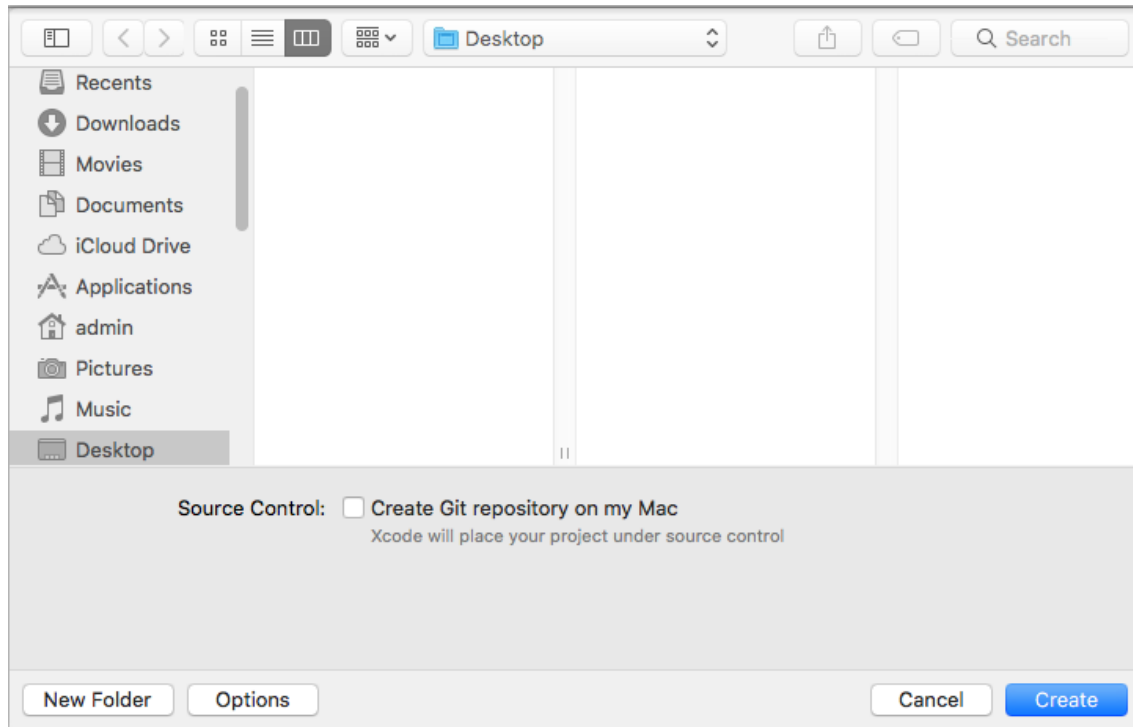 Desktop
Search
Recents
Downloads
Movies
Documents
iCloud Drive
Applications
admin
Pictures
Music
Desktop
Source Control: Create Git repository on my Mac
Xcode will place your project under source control
New Folder Options Cancel Create